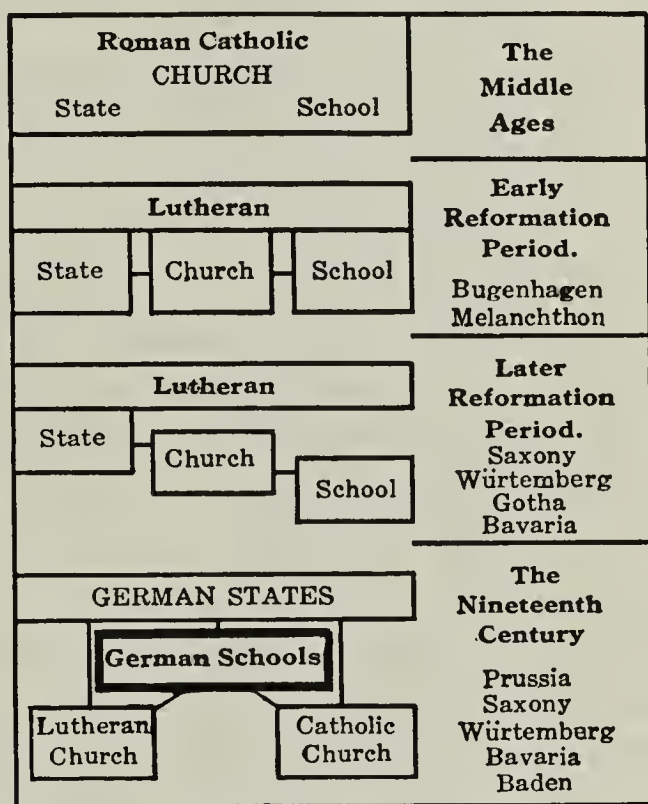 Roman Catholic
CHURCH
State School
The
Middle
Ages
Lutheran
State Church School
Early
Reformation
Period.
Bugenhagen
Melanchthon
Lutheran
State
Church
School
Later
Reformation
Period.
Saxony
Würtemberg
Gotha
Bavaria
GERMAN STATES
German Schools
Lutheran
Church
Catholic
Church
The
Nineteenth
Century
Prussia
Saxony
Würtemberg
Bavaria
Baden